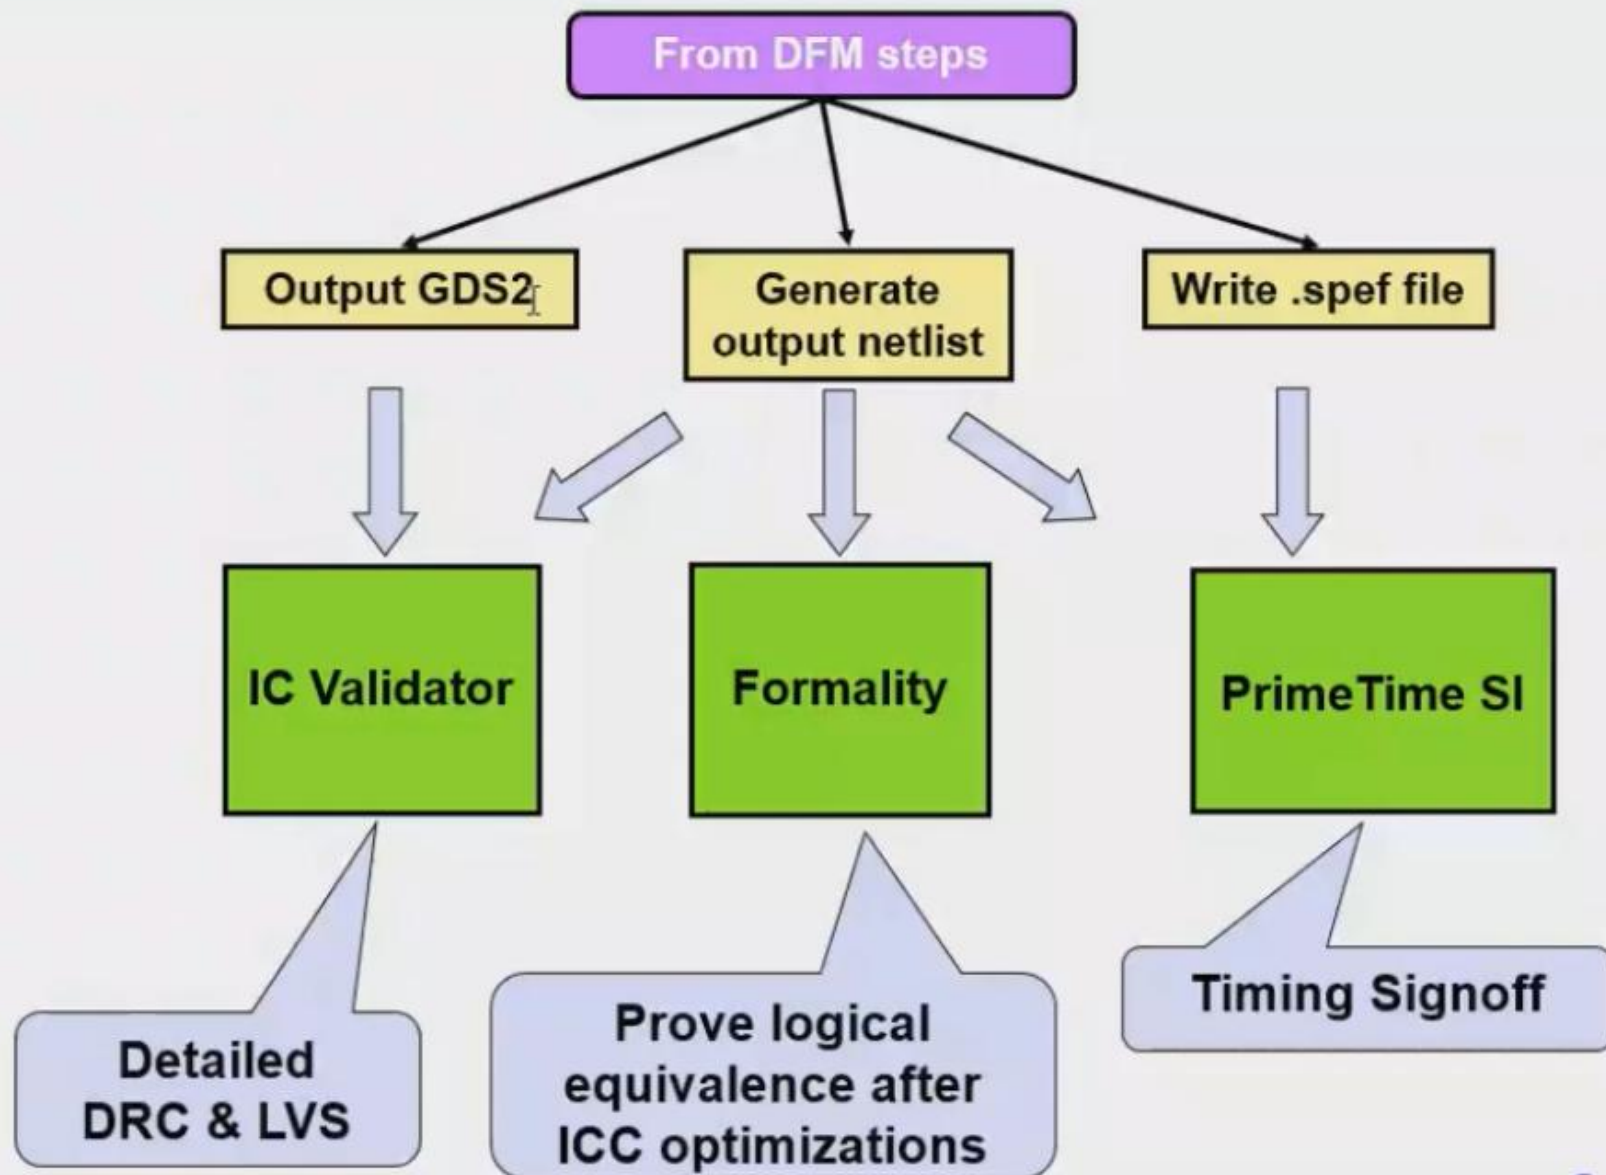 From DFM steps
Output GDS2
Generate
output netlist
Write .spef file
IC Validator
Formality
PrimeTime SI
Detailed
DRC & LVS
Prove logical
equivalence after
ICC optimizations
Timing Signoff